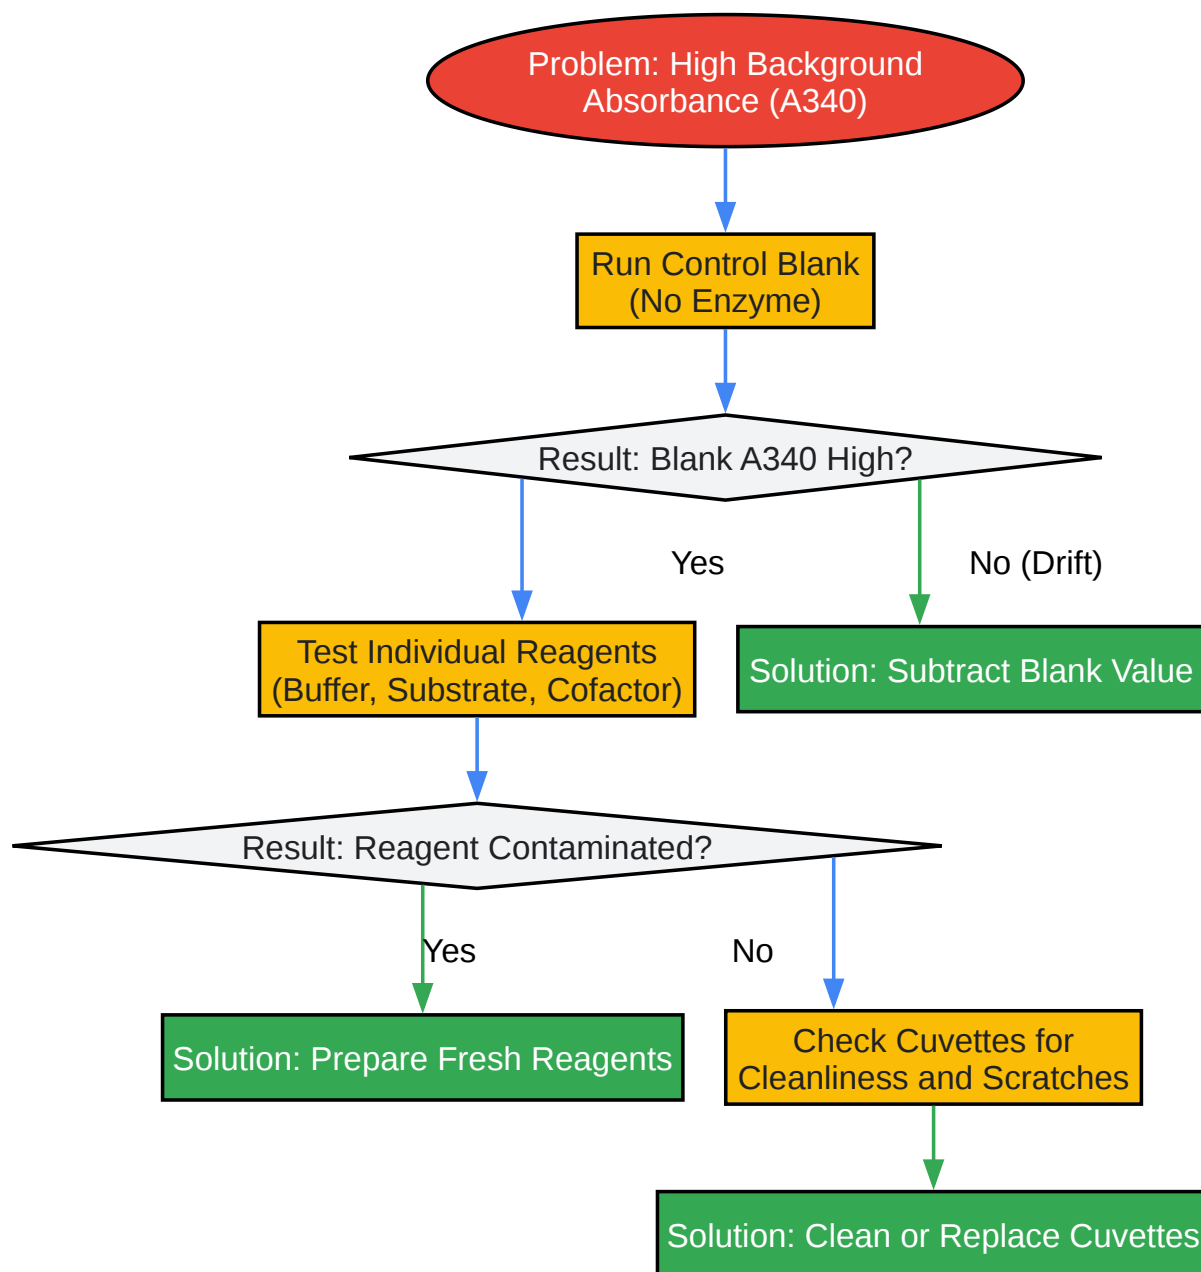 Problem: High Background
Absorbance (A340)
Run Control Blank
(No Enzyme)
Result: Blank A340 High?
Yes
No (Drift)
Test Individual Reagents
(Buffer, Substrate, Cofactor)
Solution: Subtract Blank Value
Result: Reagent Contaminated?
Yes
No
Solution: Prepare Fresh Reagents
Check Cuvettes for
Cleanliness and Scratches
Solution: Clean or Replace Cuvettes